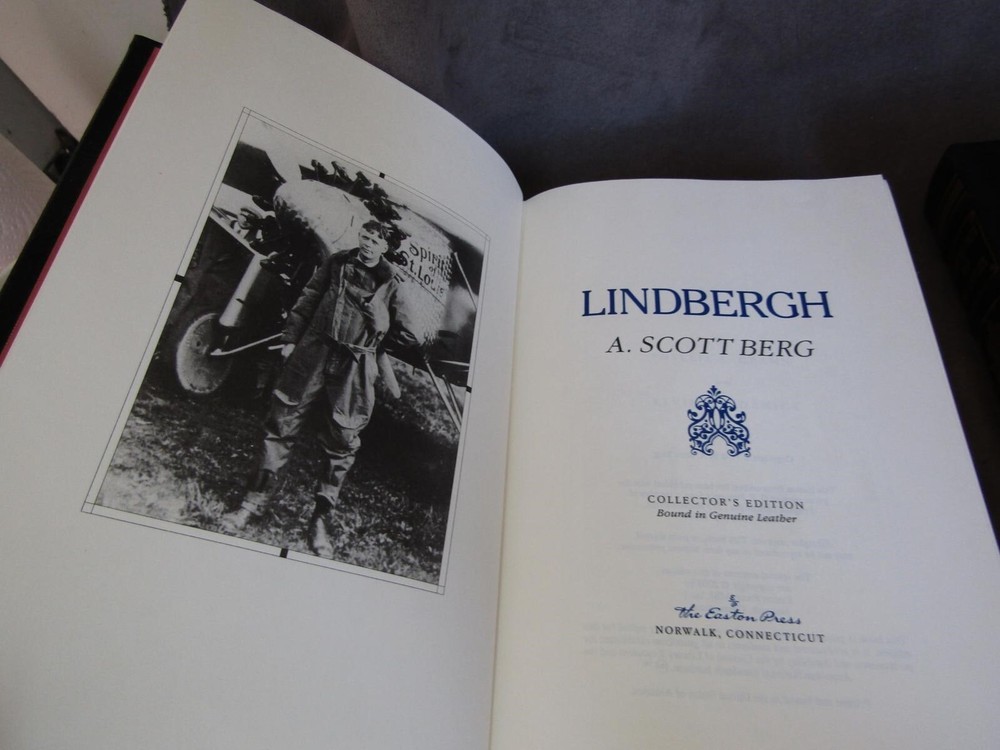 Spirit
of
St. Louis
LINDBERGH
A. SCOTT BERG
COLLECTOR'S EDITION
Bound in Genuine Leather
The Easton Press
NORWALK, CONNECTICUT